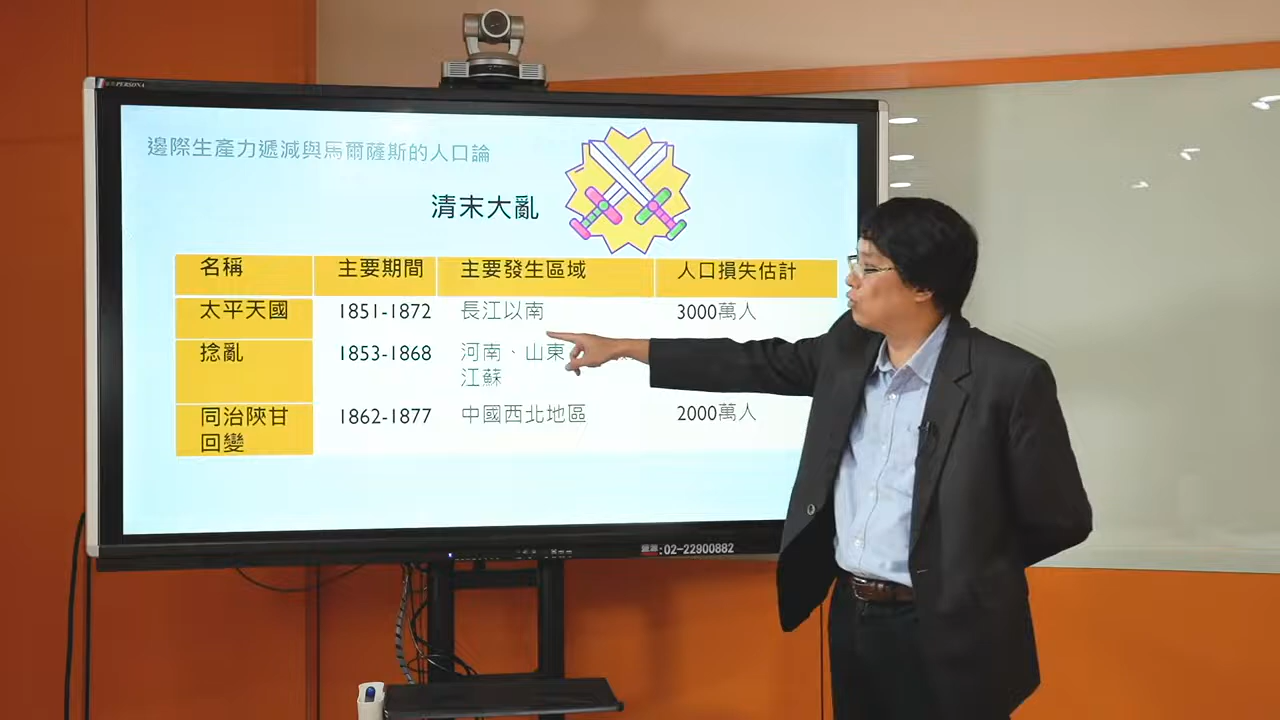 PERSONA
邊際生產力遞減與馬爾薩斯的人口論
清末大亂
名稱 主要期間 主要發生區域 人口損失估計
太平天國 1851-1872 長江以南 3000萬人
捻亂 1853-1868 河南、山東
江蘇
同治陝甘 1862-1877 中國西北地區 2000萬人
回變
:02-22900882